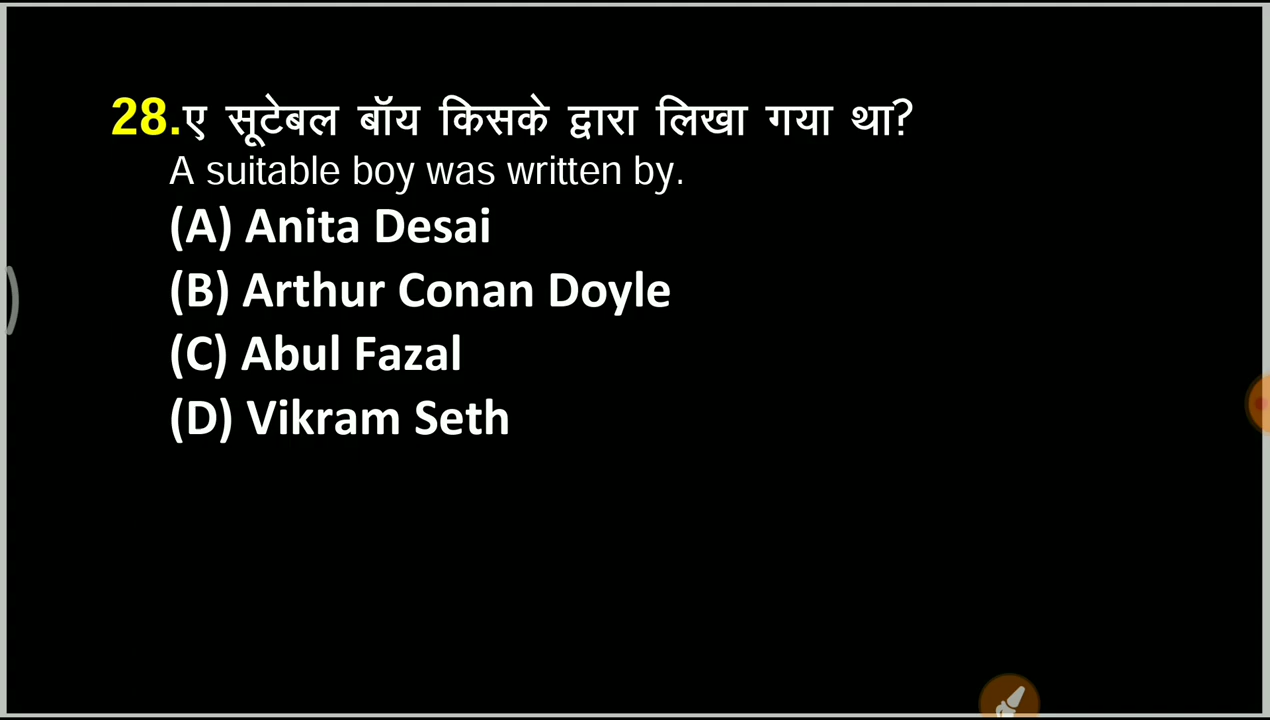 28.ए सूटेबल बॉय किसके द्वारा लिखा गया था?
A suitable boy was written by.
(A) Anita Desai
(B) Arthur Conan Doyle
(C) Abul Fazal
(D) Vikram Seth